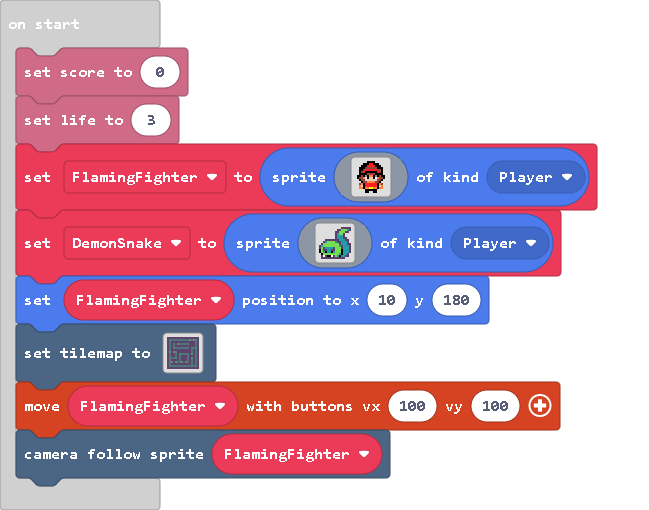 on start
set score to 0
set life to 3
set FlamingFighter to sprite of kind Player
set DemonSnake to sprite of kind Player
set FlamingFighter position to x 10 y 180
set tilemap to
move FlamingFighter with buttons vx 100 vy 100
camera follow sprite FlamingFighter